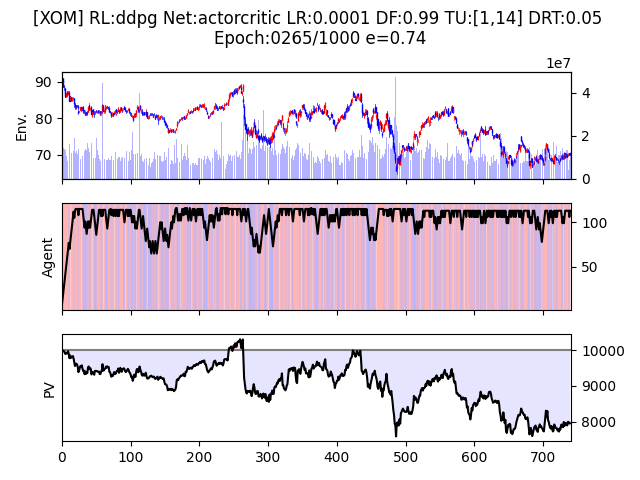 [XOM] RL:ddpg Net:actorcritic LR:0.0001 DF:0.99 TU:[1,14] DRT:0.05
Epoch:0265/1000 e=0.74
1e7
90
80
70
Env.
4
2
0
Agent
100
50
PV
10000
9000
8000
0 100 200 300 400 500 600 700